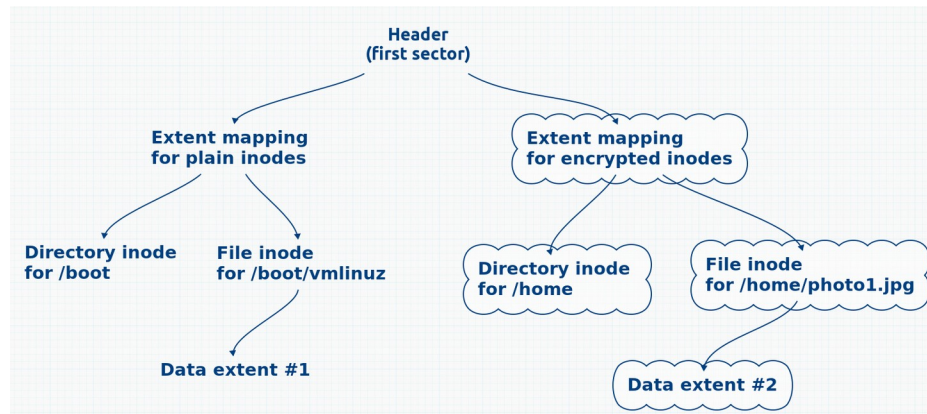 Header
(first sector)
Extent mapping
for plain inodes
Extent mapping
for encrypted inodes
Directory inode
for /boot
File inode
for /boot/vmlinuz
Directory inode
for /home
File inode
for /home/photo1.jpg
Data extent #1
Data extent #2